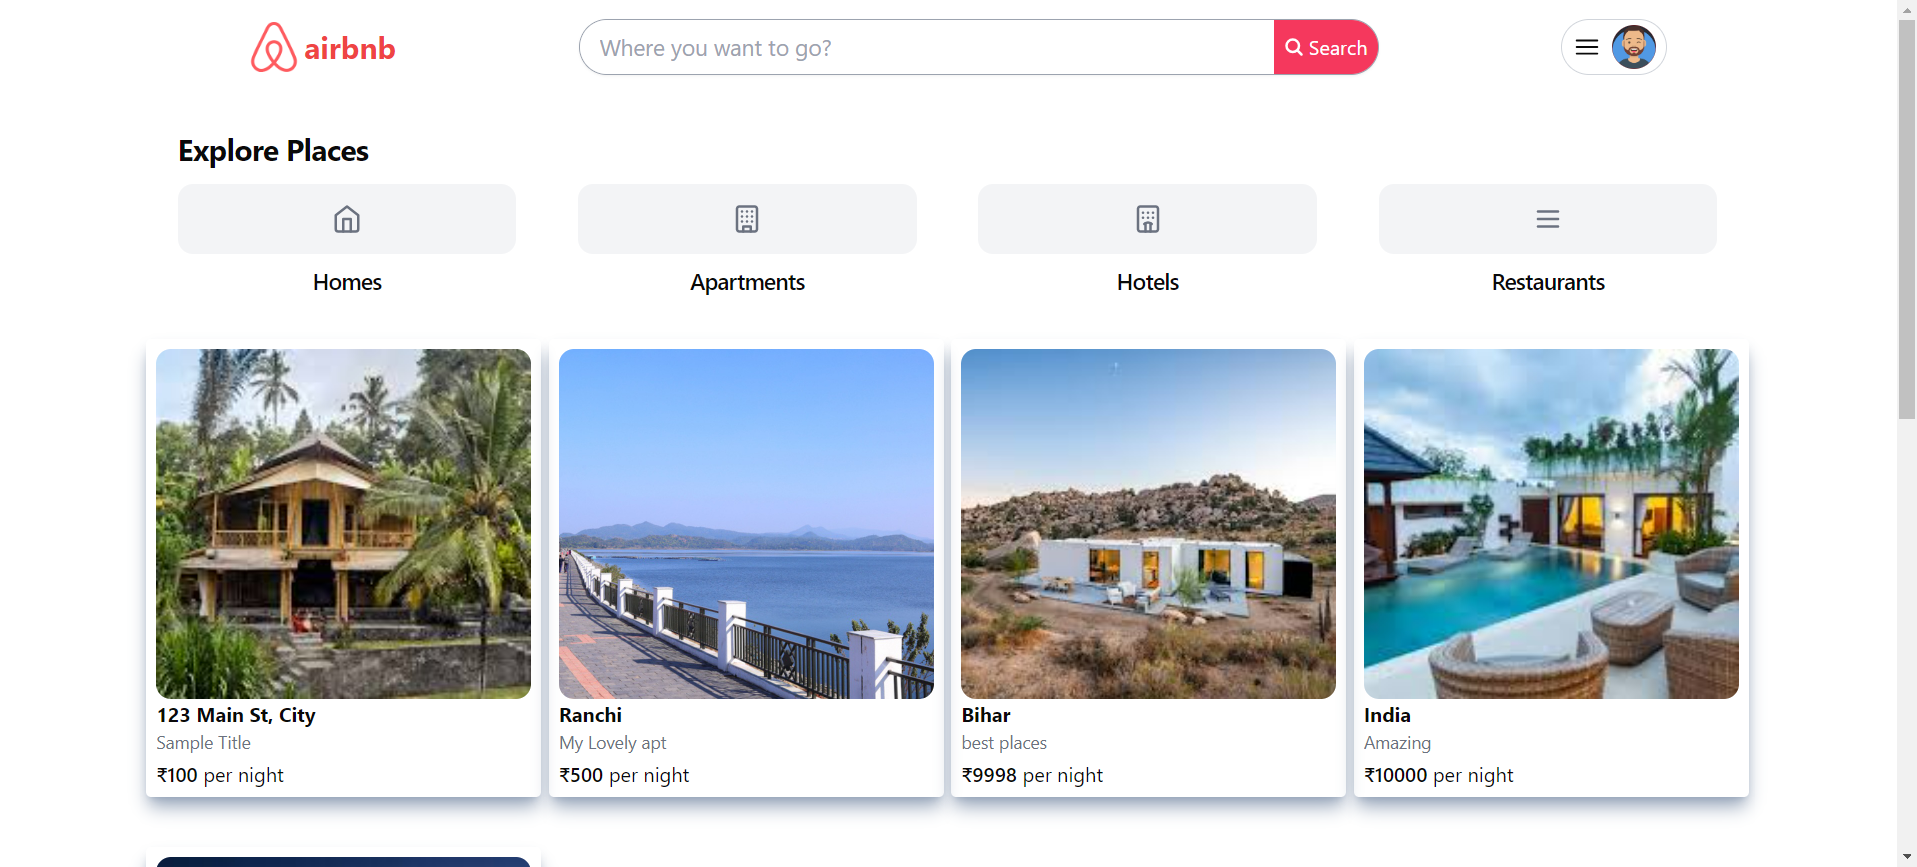 airbnb
Where you want to go?
Search
Explore Places
Homes
Apartments
Hotels
Restaurants
123 Main St, City
Sample Title
₹100 per night
Ranchi
My Lovely apt
₹500 per night
Bihar
best places
₹9998 per night
India
Amazing
₹10000 per night